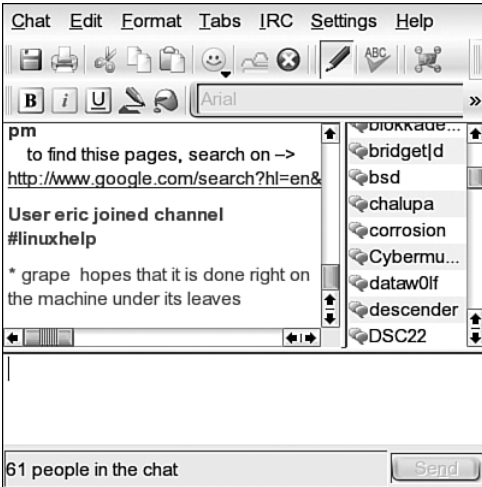 Chat Edit Format Tabs IRC Settings Help
ABC
B i U Arial »
pm
to find thise pages, search on –>
http://www.google.com/search?hl=en&
User eric joined channel
#linuxhelp
* grape hopes that it is done right on
the machine under its leaves
blokkade...
bridget|d
bsd
chalupa
corrosion
Cybermu...
dataw0lf
descender
DSC22
61 people in the chat
Send